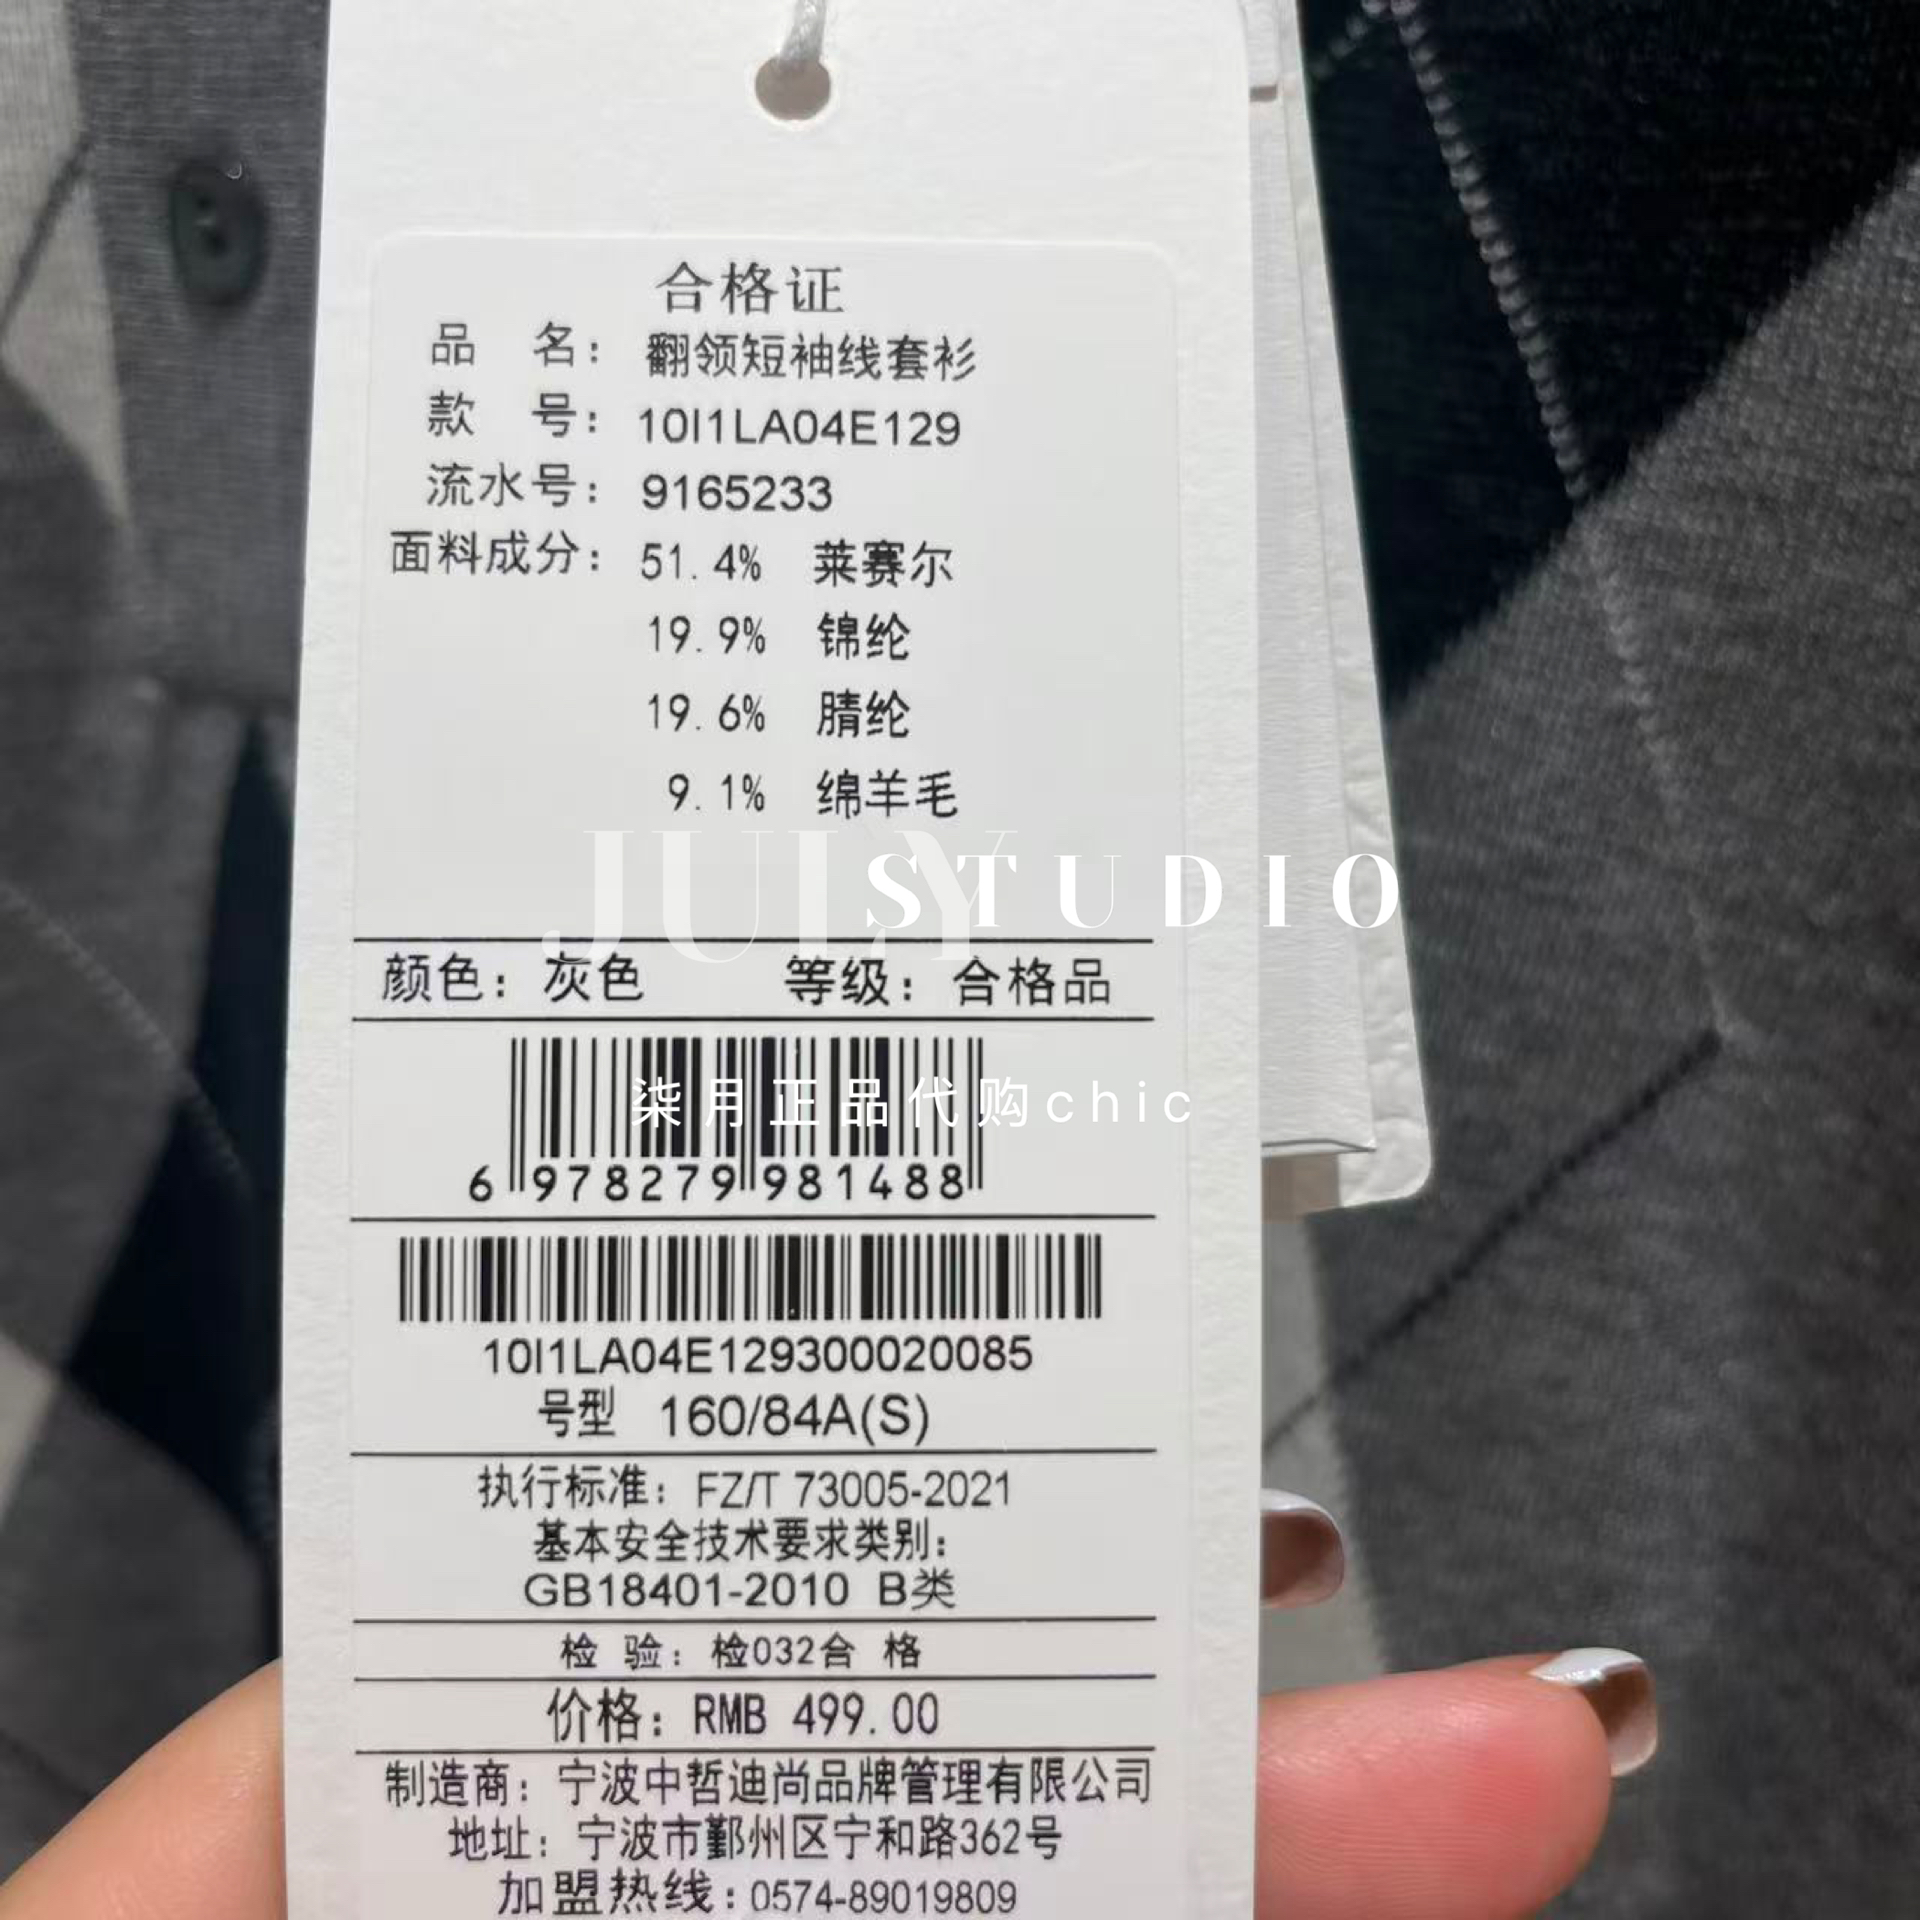 合格证
品 名：翻领短袖线套衫
款 号：10I1LA04E129
流水号：9165233
面料成分：51.4% 莱赛尔
19.9% 锦纶
19.6% 腈纶
9.1% 绵羊毛
JULY STUDIO
颜色：灰色 等级：合格品
柒月正品代购chic
6 978279 981488
10I1LA04E129300020085
号型 160/84A(S)
执行标准：FZ/T 73005-2021
基本安全技术要求类别：
GB18401-2010 B类
检 验：检032合 格
价格：RMB 499.00
制造商：宁波中哲迪尚品牌管理有限公司
地址：宁波市鄞州区宁和路362号
加盟热线：0574-89019809